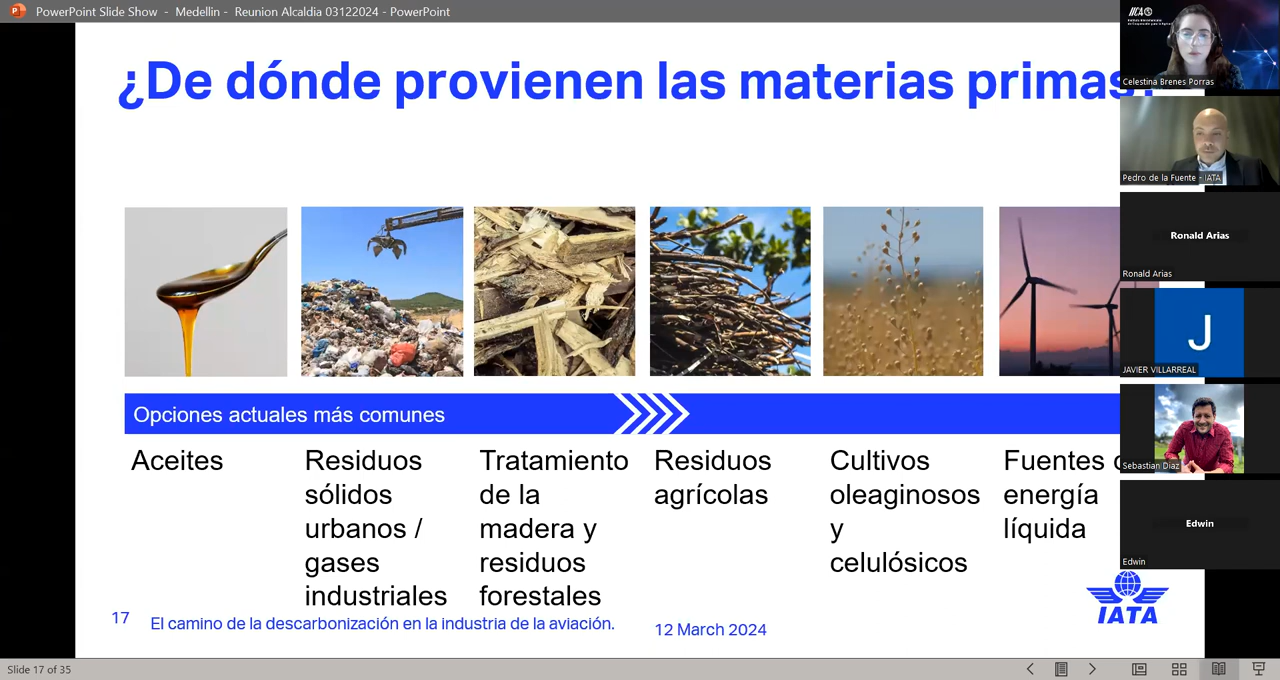 PowerPoint Slide Show - Medellin - Reunion Alcaldia 03122024 - PowerPoint
¿De dónde provienen las materias primas?
Opciones actuales más comunes
Aceites
Residuos
sólidos
urbanos /
gases
industriales
Tratamiento
de la
madera y
residuos
forestales
Residuos
agrícolas
Cultivos
oleaginosos
y
celulósicos
Fuentes
energía
líquida
17
El camino de la descarbonización en la industria de la aviación.
12 March 2024
IATA
Slide 17 of 35
IICA
Celestina Brenes Porras
Pedro de la Fuente - IATA
Ronald Arias
Ronald Arias
J
JAVIER VILLARREAL
Sebastian Diaz
Edwin
Edwin